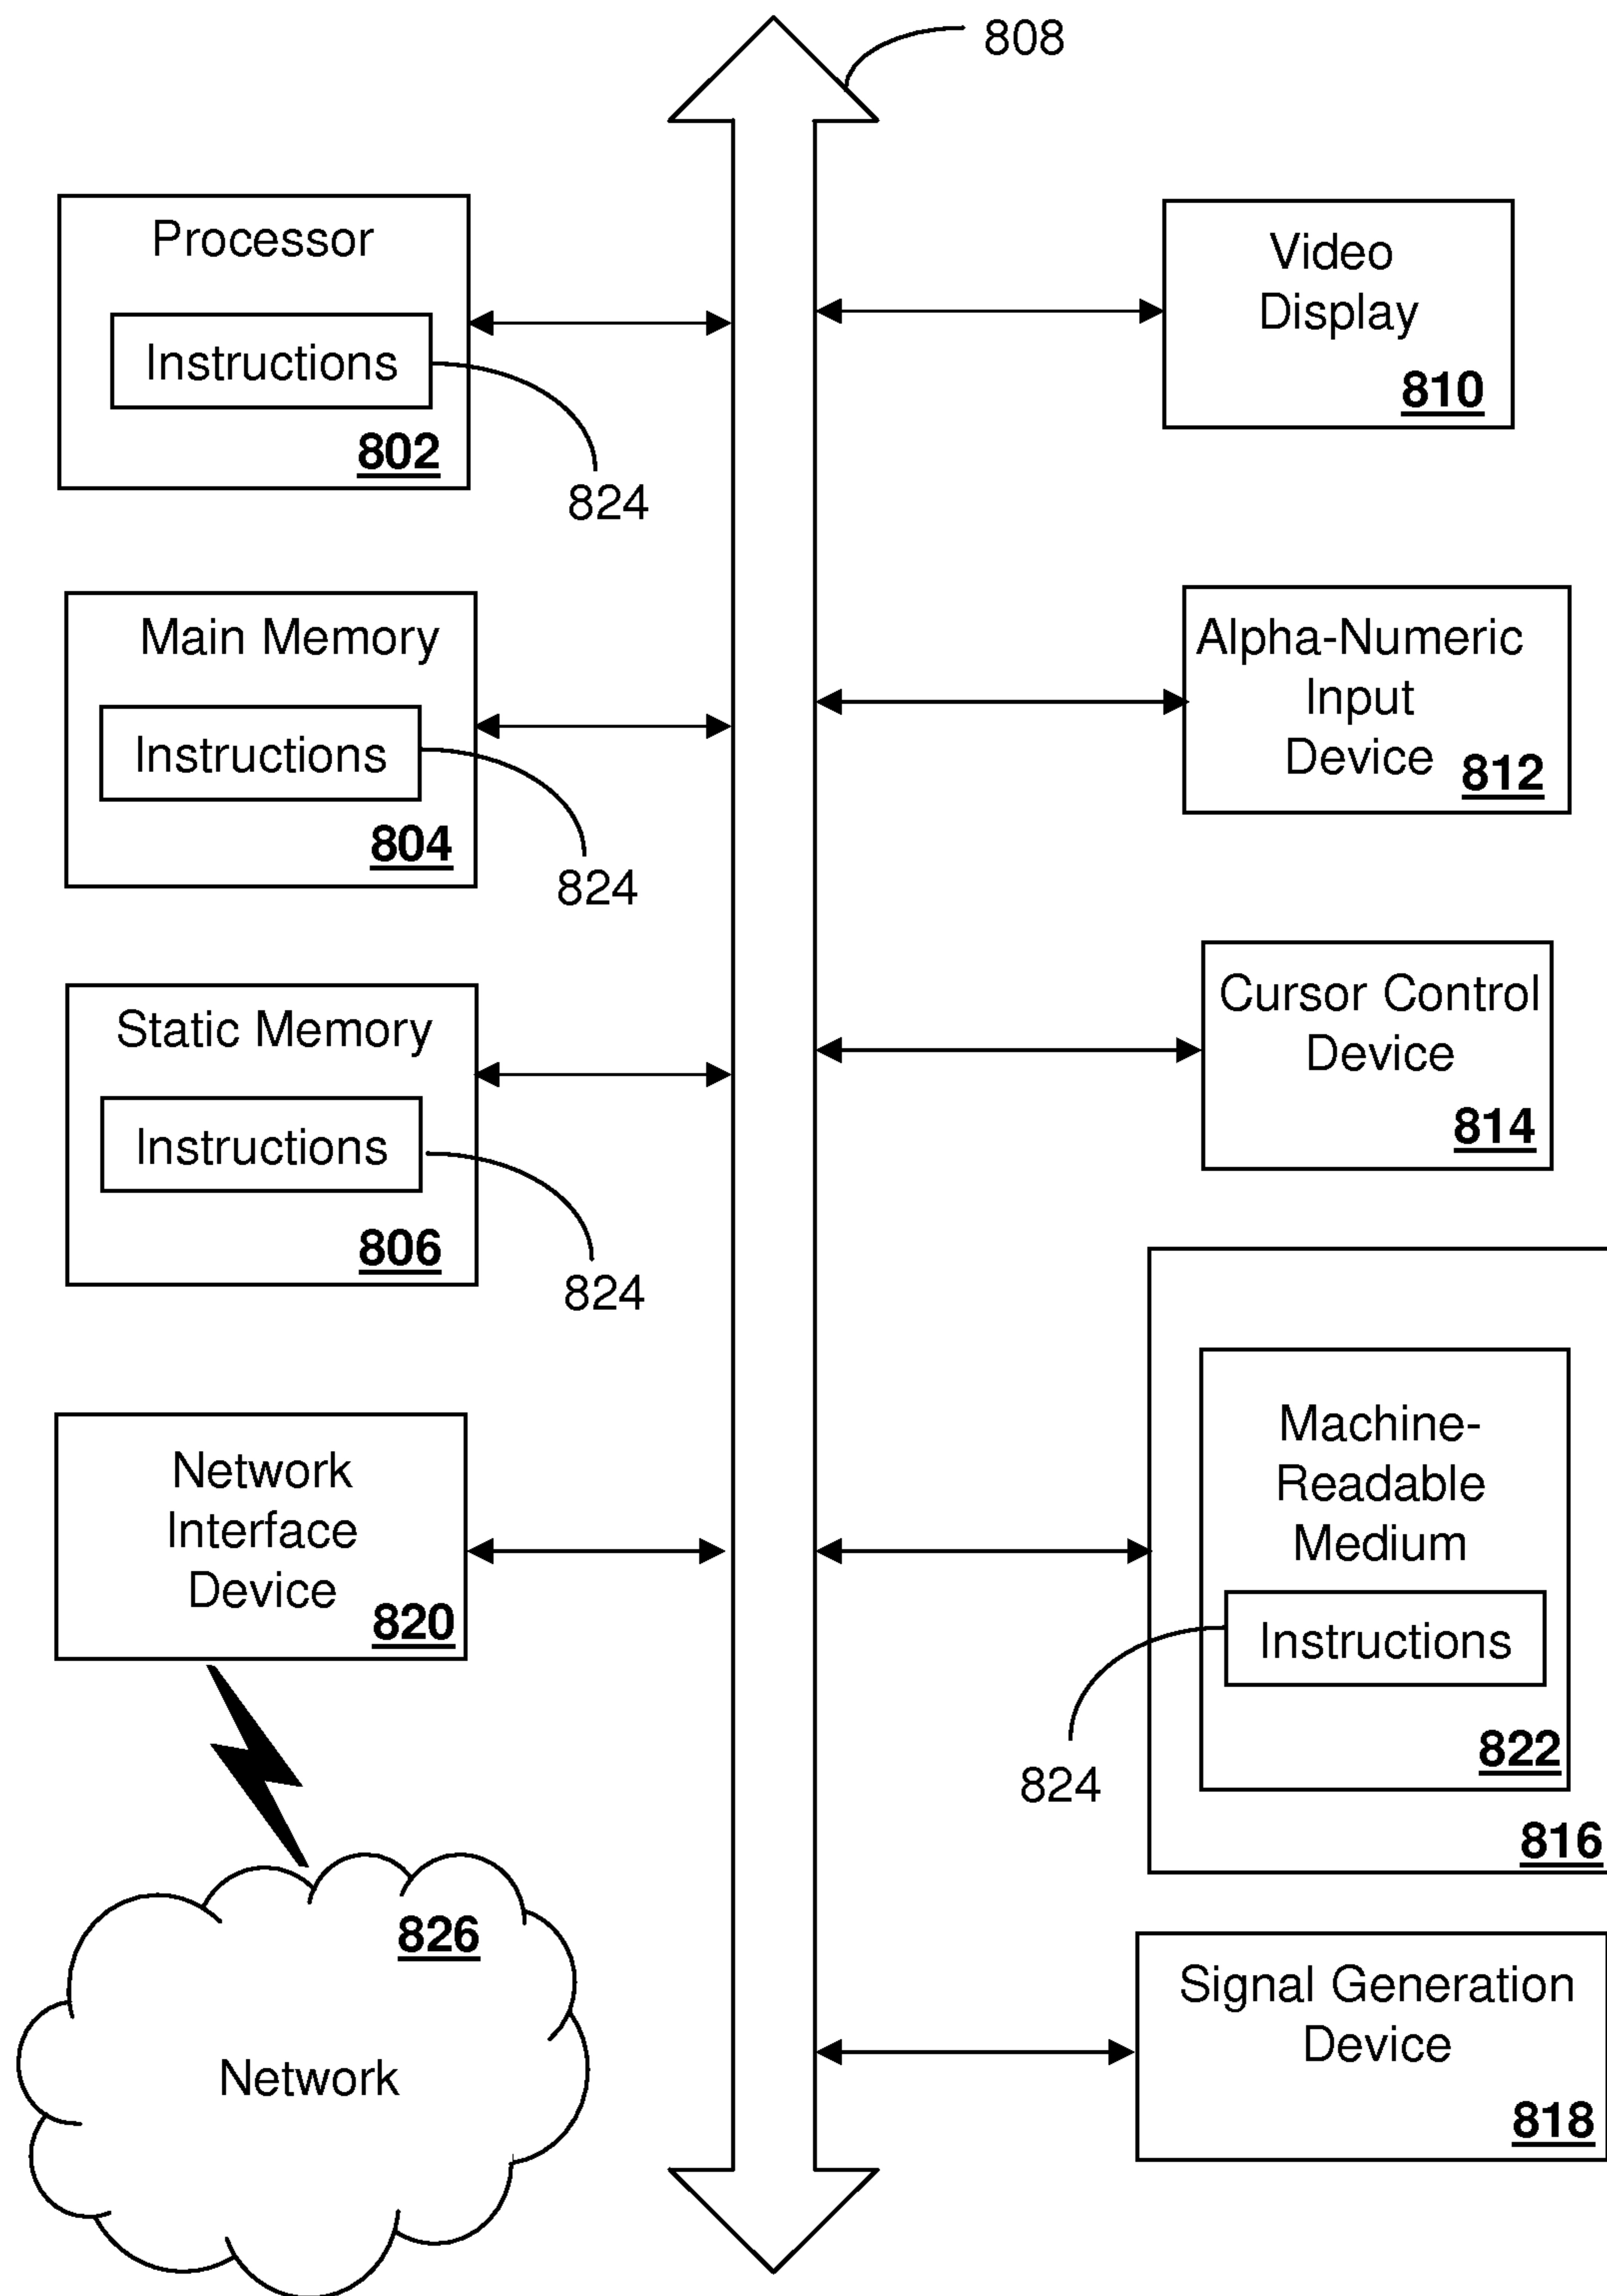 808
Processor
Instructions
802
824
Main Memory
Instructions
804
824
Static Memory
Instructions
806
824
Network
Interface
Device
820
826
Network
Video
Display
810
Alpha-Numeric
Input
Device
812
Cursor Control
Device
814
Machine-
Readable
Medium
Instructions
822
824
816
Signal Generation
Device
818